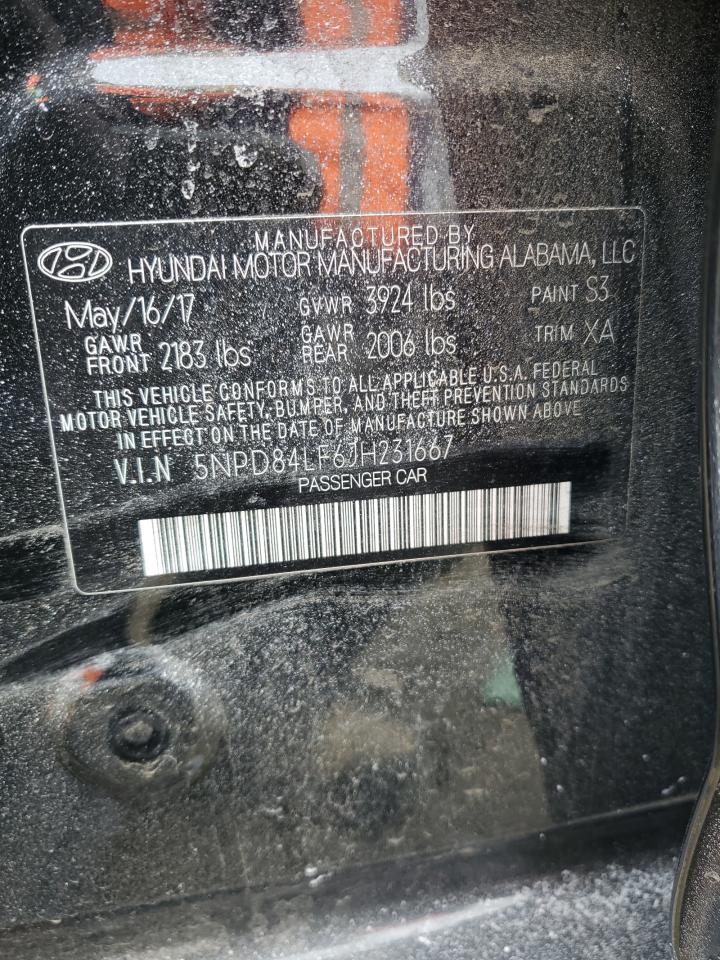 MANUFACTURED BY
HYUNDAI MOTOR MANUFACTURING ALABAMA, LLC
May/16/17 GVWR 3924 lbs PAINT S3
GAWR FRONT 2183 lbs GAWR REAR 2006 lbs TRIM XA
THIS VEHICLE CONFORMS TO ALL APPLICABLE U.S.A. FEDERAL
MOTOR VEHICLE SAFETY, BUMPER, AND THEFT PREVENTION STANDARDS
IN EFFECT ON THE DATE OF MANUFACTURE SHOWN ABOVE
V.I.N 5NPD84LF6JH231667
PASSENGER CAR